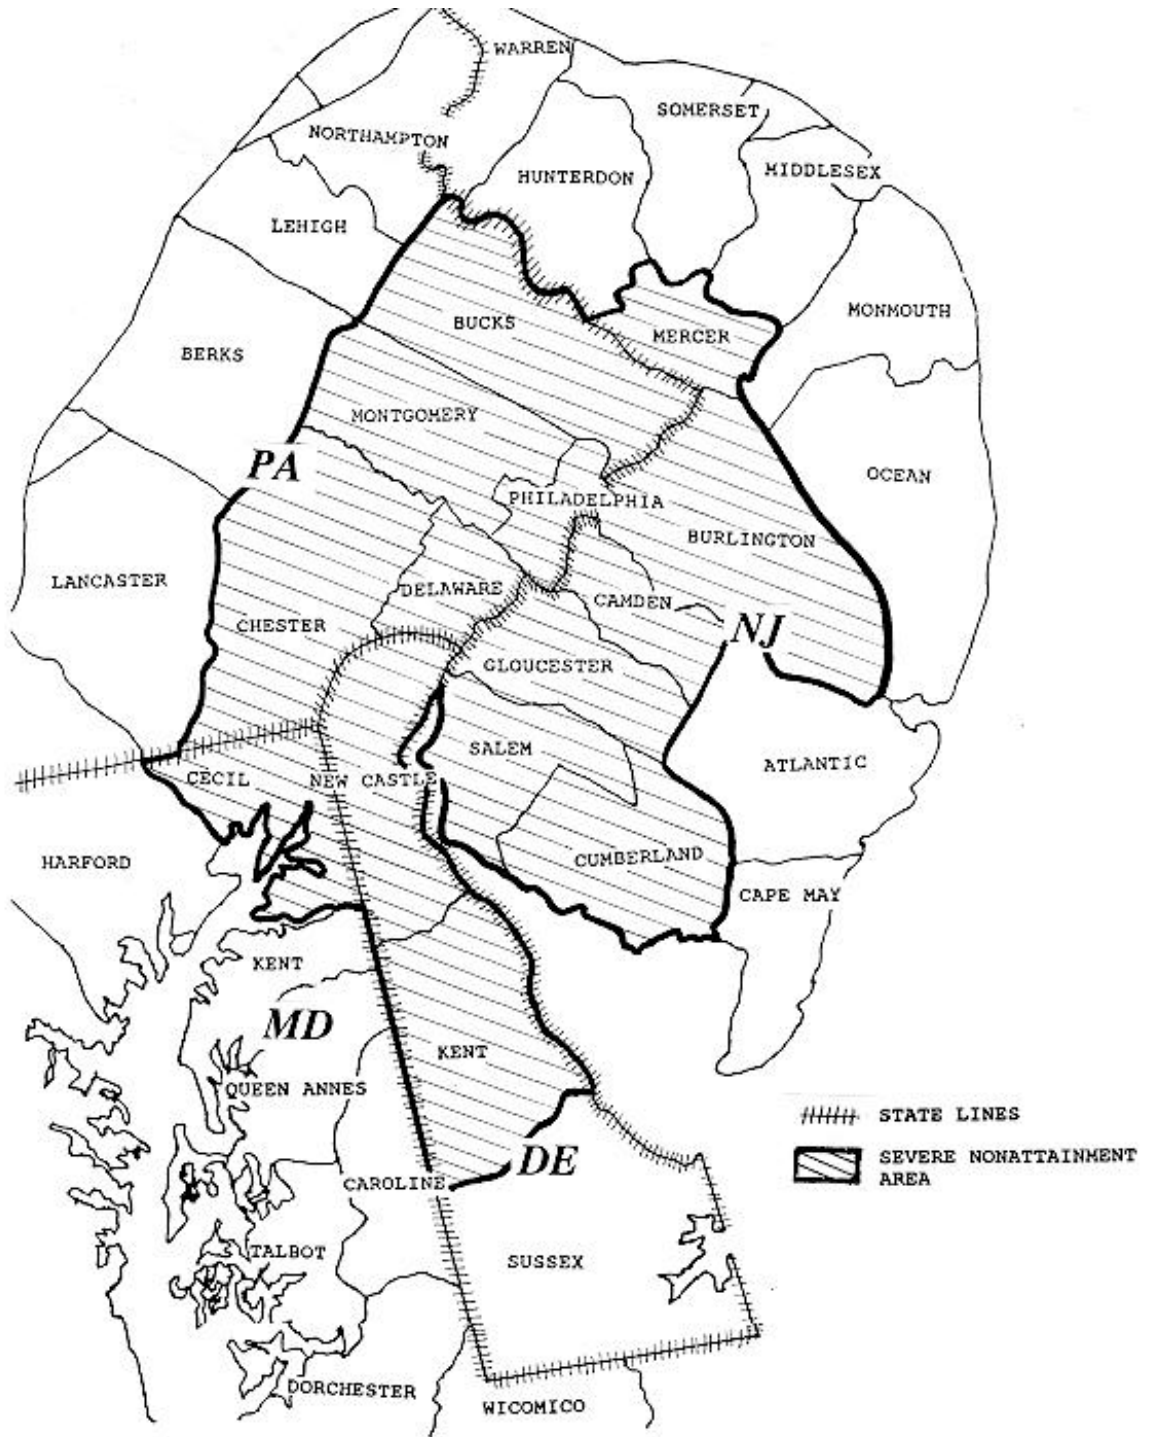 WARREN
SOMERSET
NORTHAMPTON
HUNTERDON
MIDDLESEX
LEHIGH
MONMOUTH
BUCKS
MERCER
BERKS
MONTGOMERY
PA
OCEAN
PHILADELPHIA
BURLINGTON
LANCASTER
DELAWARE
CAMDEN
CHESTER
NJ
GLOUCESTER
SALEM
ATLANTIC
CECIL
NEW CASTLE
HARFORD
CUMBERLAND
CAPE MAY
KENT
MD
KENT
QUEEN ANNES
STATE LINES
SEVERE NONATTAINMENT
AREA
DE
CAROLINE
TALBOT
SUSSEX
DORCHESTER
WICOMICO